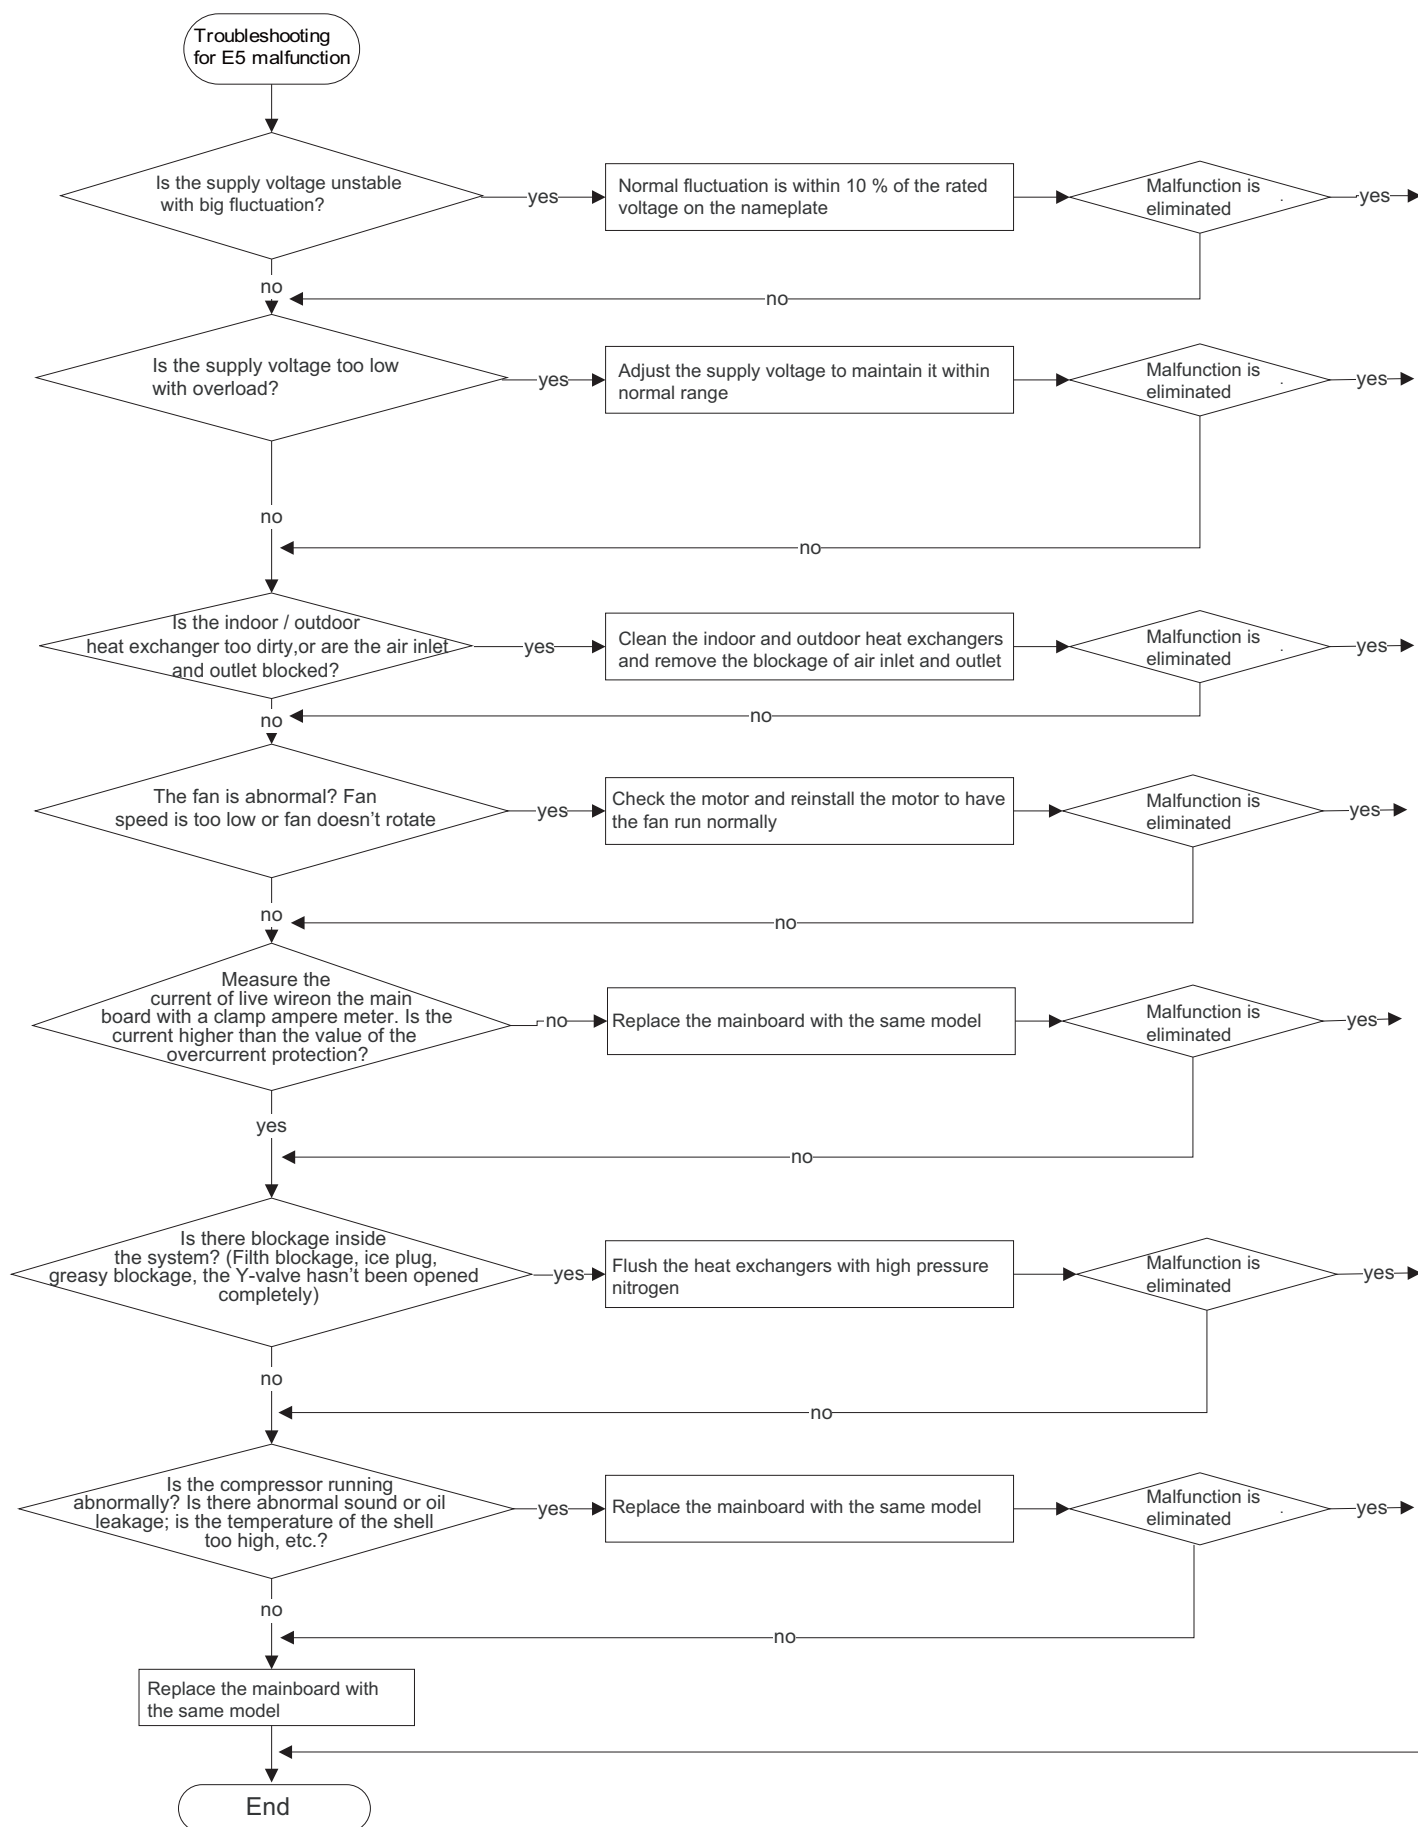 Troubleshooting
for E5 malfunction
Is the supply voltage unstable
with big fluctuation?
yes
Normal fluctuation is within 10 % of the rated
voltage on the nameplate
Malfunction is
eliminated .
yes
no
no
Is the supply voltage too low
with overload?
yes
Adjust the supply voltage to maintain it within
normal range
Malfunction is
eliminated .
yes
no
no
Is the indoor / outdoor
heat exchanger too dirty,or are the air inlet
and outlet blocked?
yes
Clean the indoor and outdoor heat exchangers
and remove the blockage of air inlet and outlet
Malfunction is
eliminated .
yes
no
no
The fan is abnormal? Fan
speed is too low or fan doesn't rotate
yes
Check the motor and reinstall the motor to have
the fan run normally
Malfunction is
eliminated
yes
no
no
Measure the
current of live wireon the main
board with a clamp ampere meter. Is the
current higher than the value of the
overcurrent protection?
no
Replace the mainboard with the same model
Malfunction is
eliminated
yes
yes
no
Is there blockage inside
the system? (Filth blockage, ice plug,
greasy blockage, the Y-valve hasn't been opened
completely)
yes
Flush the heat exchangers with high pressure
nitrogen
Malfunction is
eliminated
yes
no
no
Is the compressor running
abnormally? Is there abnormal sound or oil
leakage; is the temperature of the shell
too high, etc.?
yes
Replace the mainboard with the same model
Malfunction is
eliminated .
yes
no
no
Replace the mainboard with
the same model
End